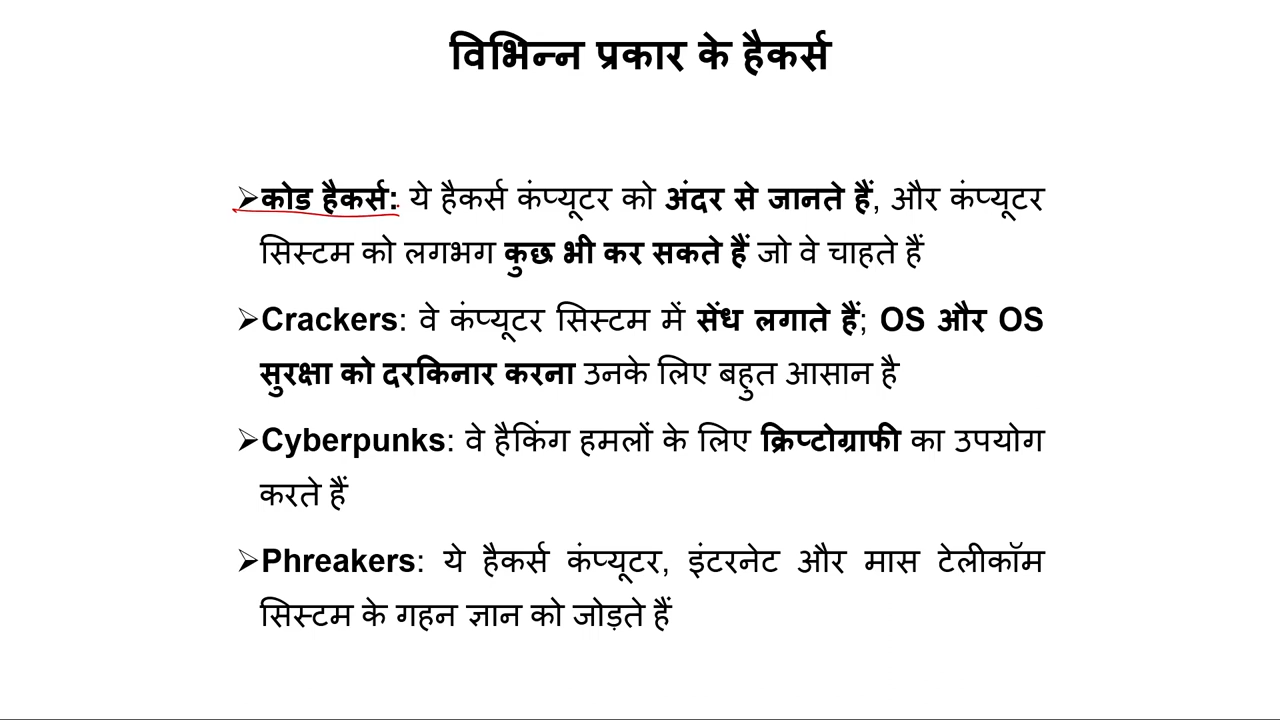 विभिन्न प्रकार के हैकर्स
➢कोड हैकर्स: ये हैकर्स कंप्यूटर को अंदर से जानते हैं, और कंप्यूटर
सिस्टम को लगभग कुछ भी कर सकते हैं जो वे चाहते हैं
➢Crackers: वे कंप्यूटर सिस्टम में सेंध लगाते हैं; OS और OS
सुरक्षा को दरकिनार करना उनके लिए बहुत आसान है
➢Cyberpunks: वे हैकिंग हमलों के लिए क्रिप्टोग्राफी का उपयोग
करते हैं
➢Phreakers: ये हैकर्स कंप्यूटर, इंटरनेट और मास टेलीकॉम
सिस्टम के गहन ज्ञान को जोड़ते हैं